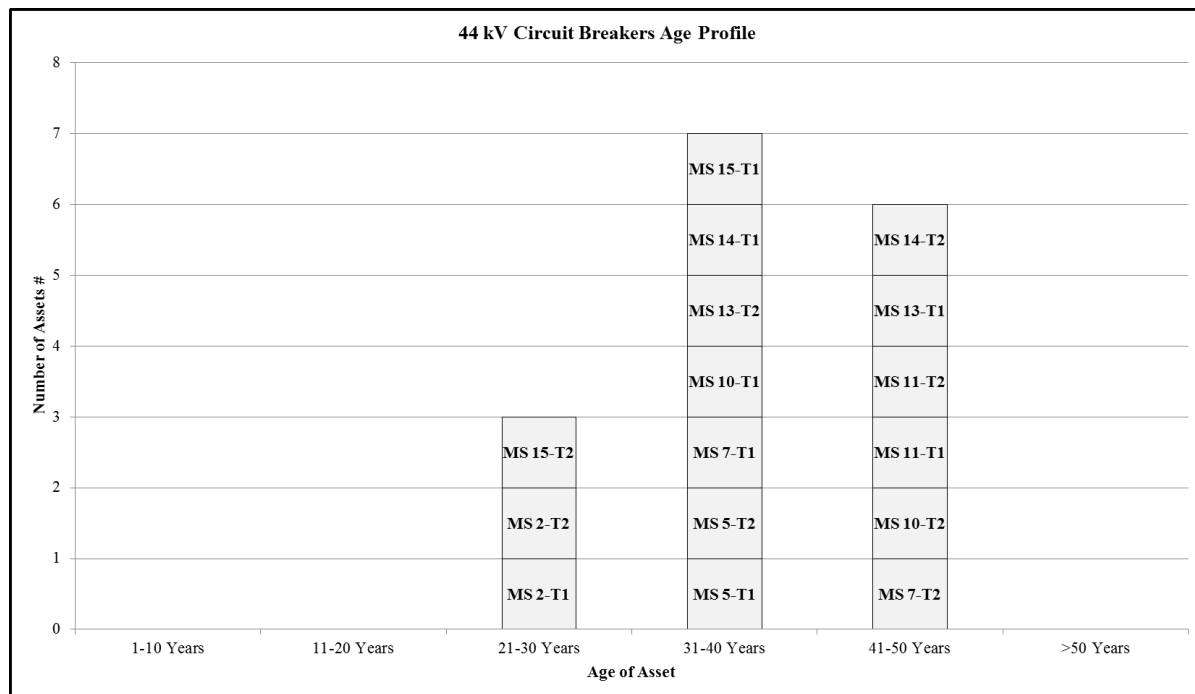 44 kV Circuit Breakers Age Profile
8
7
6
5
4
3
2
1
0
Number of Assets #
MS 15-T2
MS 2-T2
MS 2-T1
MS 15-T1
MS 14-T1
MS 13-T2
MS 10-T1
MS 7-T1
MS 5-T2
MS 5-T1
MS 14-T2
MS 13-T1
MS 11-T2
MS 11-T1
MS 10-T2
MS 7-T2
1-10 Years 11-20 Years 21-30 Years 31-40 Years 41-50 Years >50 Years
Age of Asset